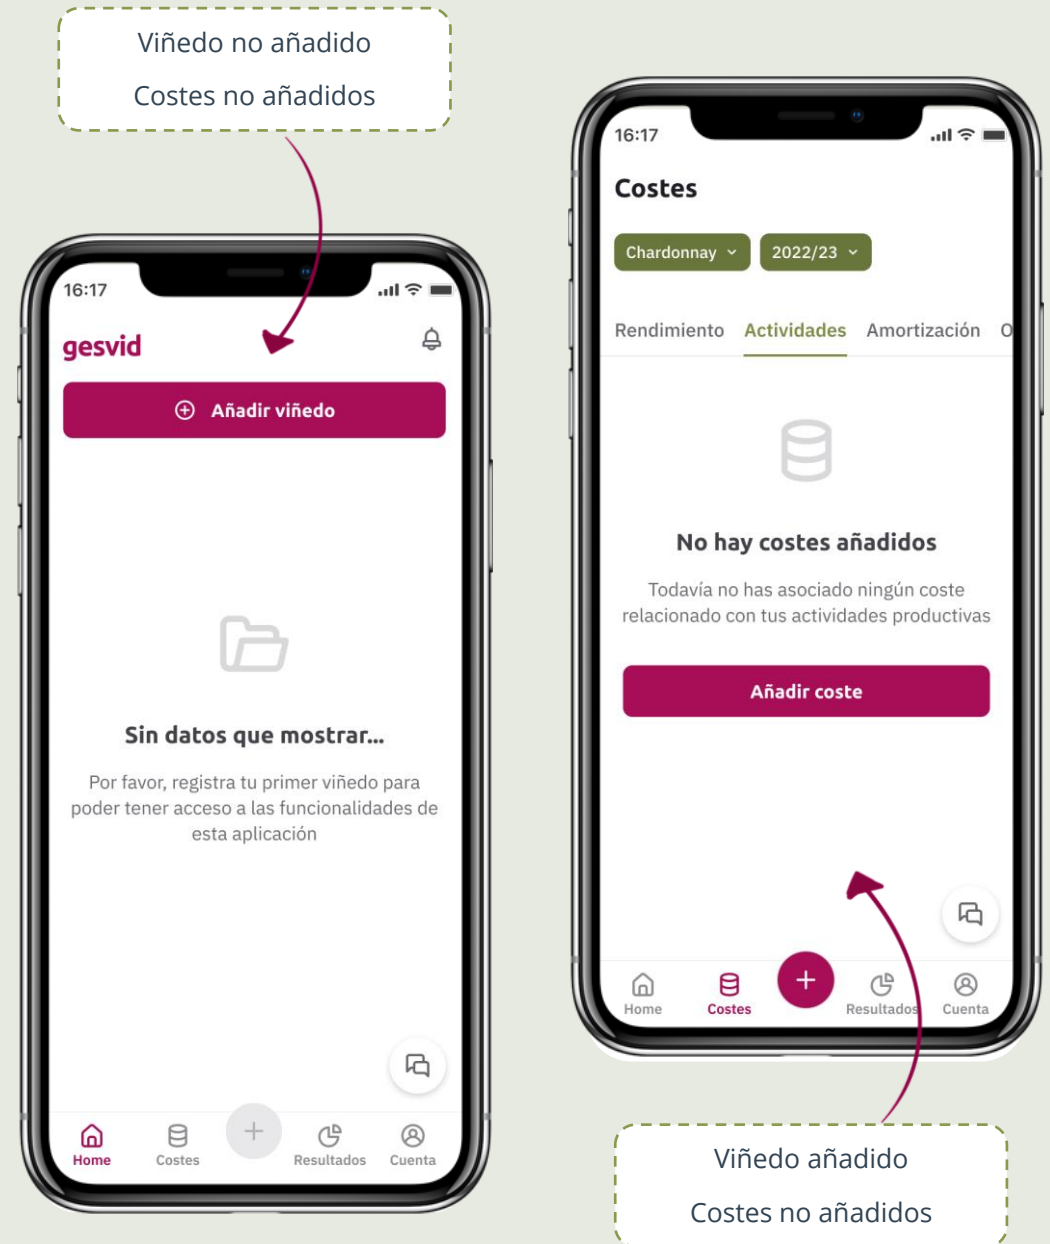 Viñedo no añadido
Costes no añadidos
16:17
gesvid
Añadir viñedo
Sin datos que mostrar...
Por favor, registra tu primer viñedo para
poder tener acceso a las funcionalidades de
esta aplicación
Home
Costes
Resultados
Cuenta
16:17
Costes
Chardonnay
2022/23
Rendimiento Actividades Amortización O
No hay costes añadidos
Todavía no has asociado ningún coste
relacionado con tus actividades productivas
Añadir coste
Home
Costes
Resultados
Cuenta
Viñedo añadido
Costes no añadidos